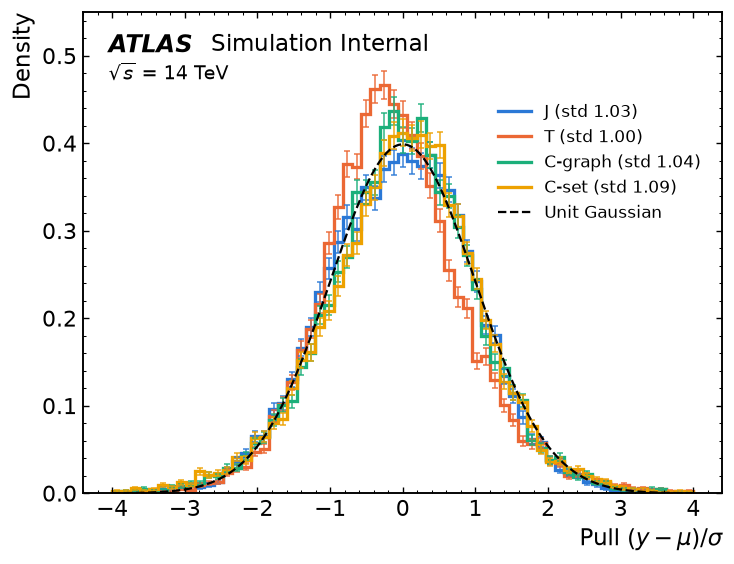 ATLAS Simulation Internal
√s = 14 TeV
Density
0.5
0.4
0.3
0.2
0.1
0.0
J (std 1.03)
T (std 1.00)
C-graph (std 1.04)
C-set (std 1.09)
Unit Gaussian
−4 −3 −2 −1 0 1 2 3 4
Pull (y − μ)/σ